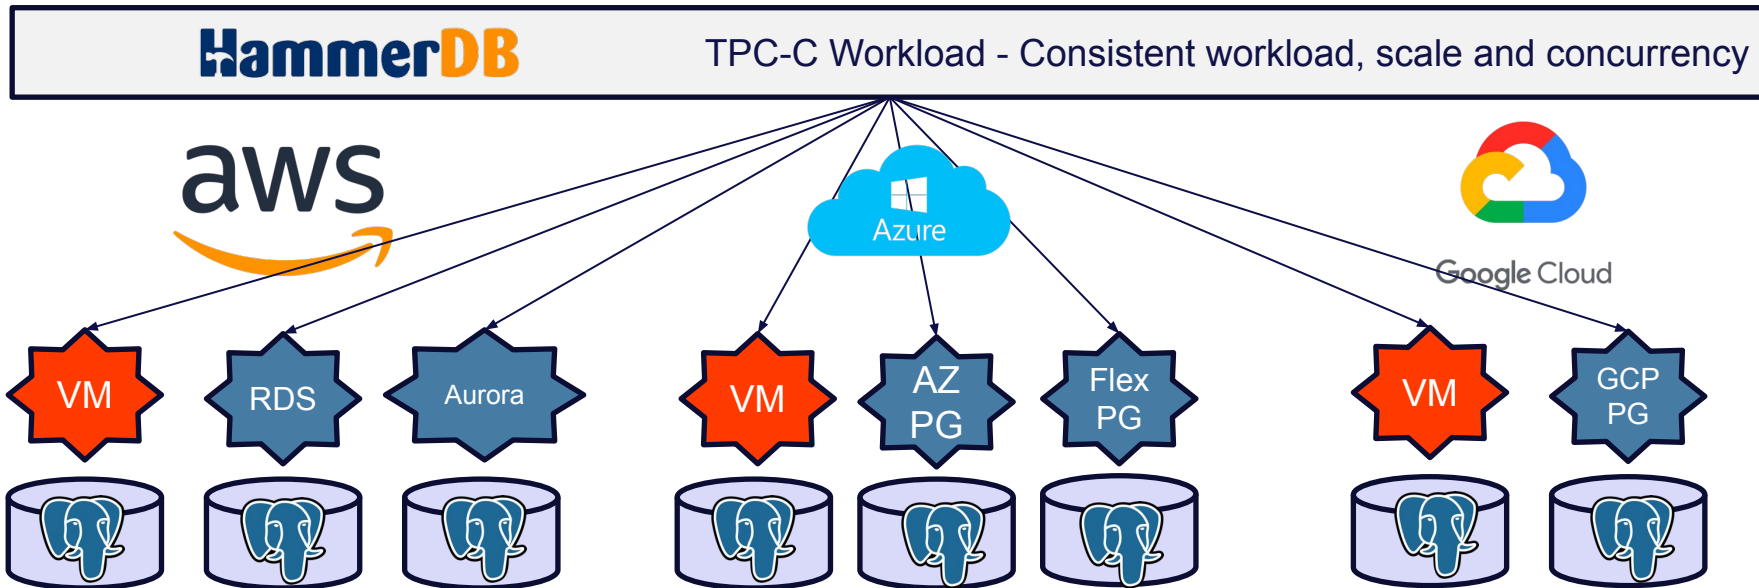 HammerDB TPC-C Workload - Consistent workload, scale and concurrency
aws
Azure
Google Cloud
VM
RDS
Aurora
VM
AZ
PG
Flex
PG
VM
GCP
PG